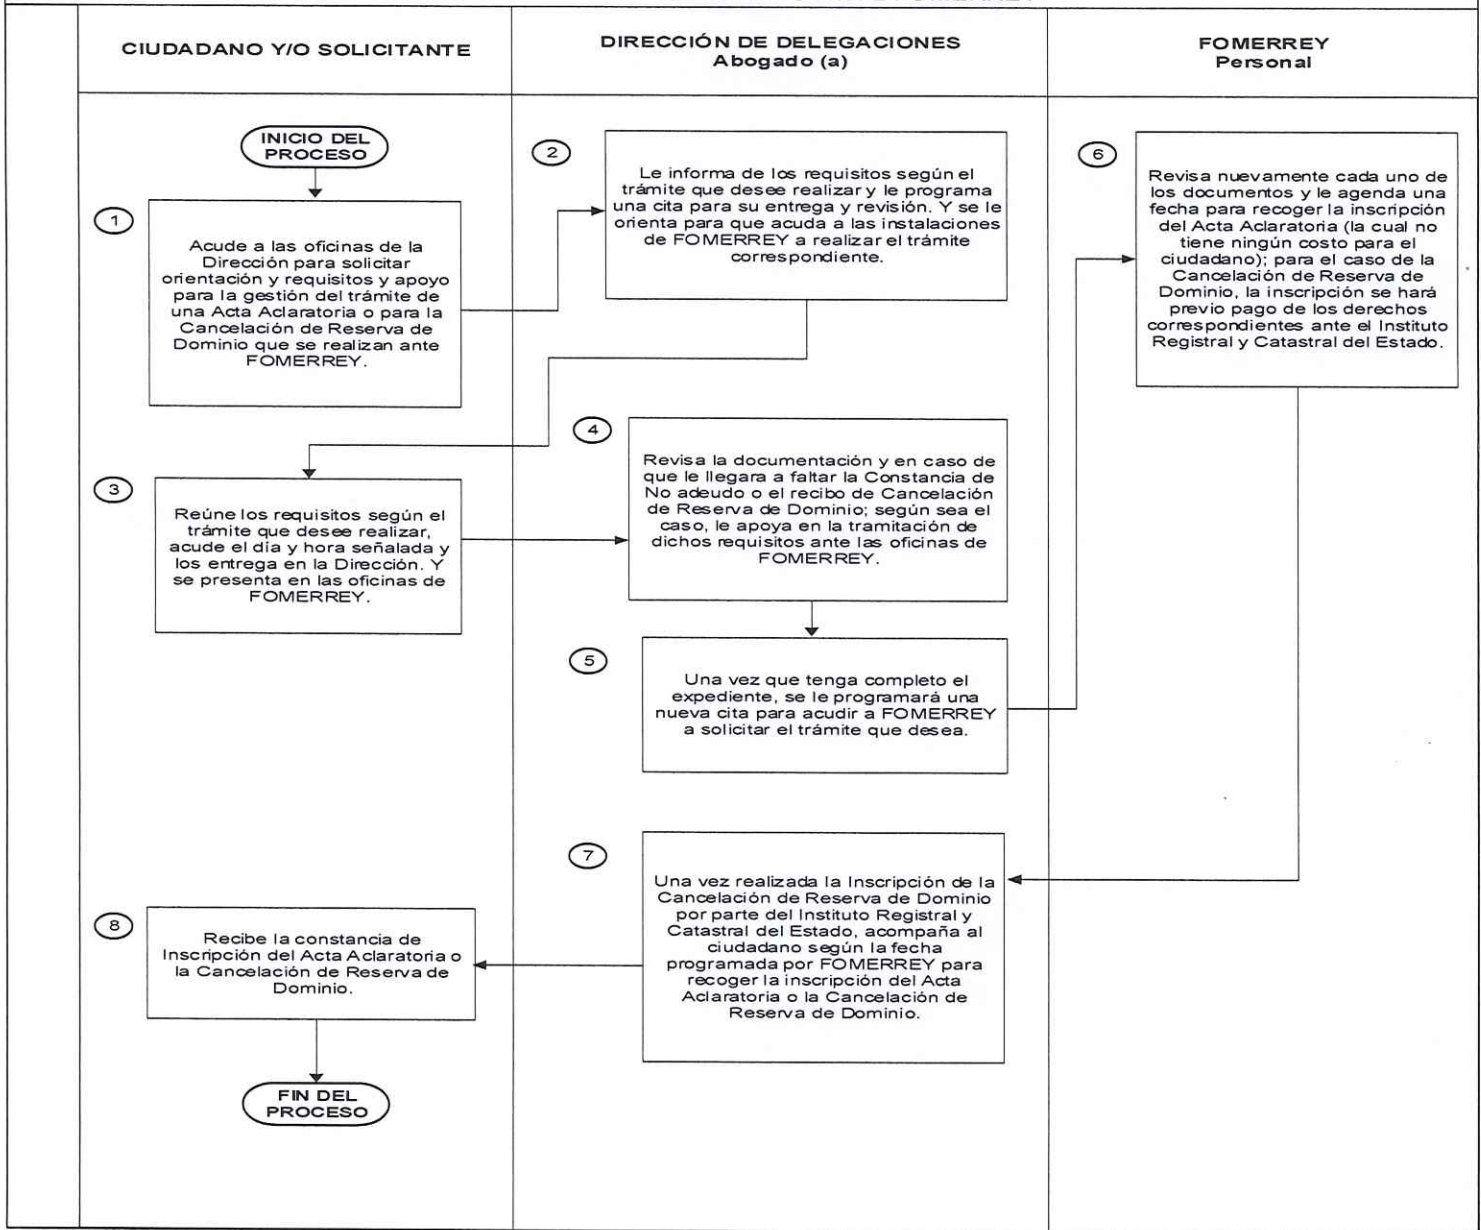 CIUDADANO Y/O SOLICITANTE
DIRECCIÓN DE DELEGACIONES
Abogado (a)
FOMERREY
Personal
INICIO DEL
PROCESO
1
Acude a las oficinas de la
Dirección para solicitar
orientación y requisitos y apoyo
para la gestión del trámite de
una Acta Aclaratoria o para la
Cancelación de Reserva de
Dominio que se realizan ante
FOMERREY.
2
Le informa de los requisitos según el
trámite que desee realizar y le programa
una cita para su entrega y revisión. Y se le
orienta para que acuda a las instalaciones
de FOMERREY a realizar el trámite
correspondiente.
3
Reúne los requisitos según el
trámite que desee realizar,
acude el día y hora señalada y
los entrega en la Dirección. Y
se presenta en las oficinas de
FOMERREY.
4
Revisa la documentación y en caso de
que le llegara a faltar la Constancia de
No adeudo o el recibo de Cancelación
de Reserva de Dominio; según sea el
caso, le apoya en la tramitación de
dichos requisitos ante las oficinas de
FOMERREY.
5
Una vez que tenga completo el
expediente, se le programará una
nueva cita para acudir a FOMERREY
a solicitar el trámite que desea.
6
Revisa nuevamente cada uno de
los documentos y le agenda una
fecha para recoger la inscripción
del Acta Aclaratoria (la cual no
tiene ningún costo para el
ciudadano); para el caso de la
Cancelación de Reserva de
Dominio, la inscripción se hará
previo pago de los derechos
correspondientes ante el Instituto
Registral y Catastral del Estado.
7
Una vez realizada la Inscripción de la
Cancelación de Reserva de Dominio
por parte del Instituto Registral y
Catastral del Estado, acompaña al
ciudadano según la fecha
programada por FOMERREY para
recoger la inscripción del Acta
Aclaratoria o la Cancelación de
Reserva de Dominio.
8
Recibe la constancia de
Inscripción del Acta Aclaratoria o
la Cancelación de Reserva de
Dominio.
FIN DEL
PROCESO